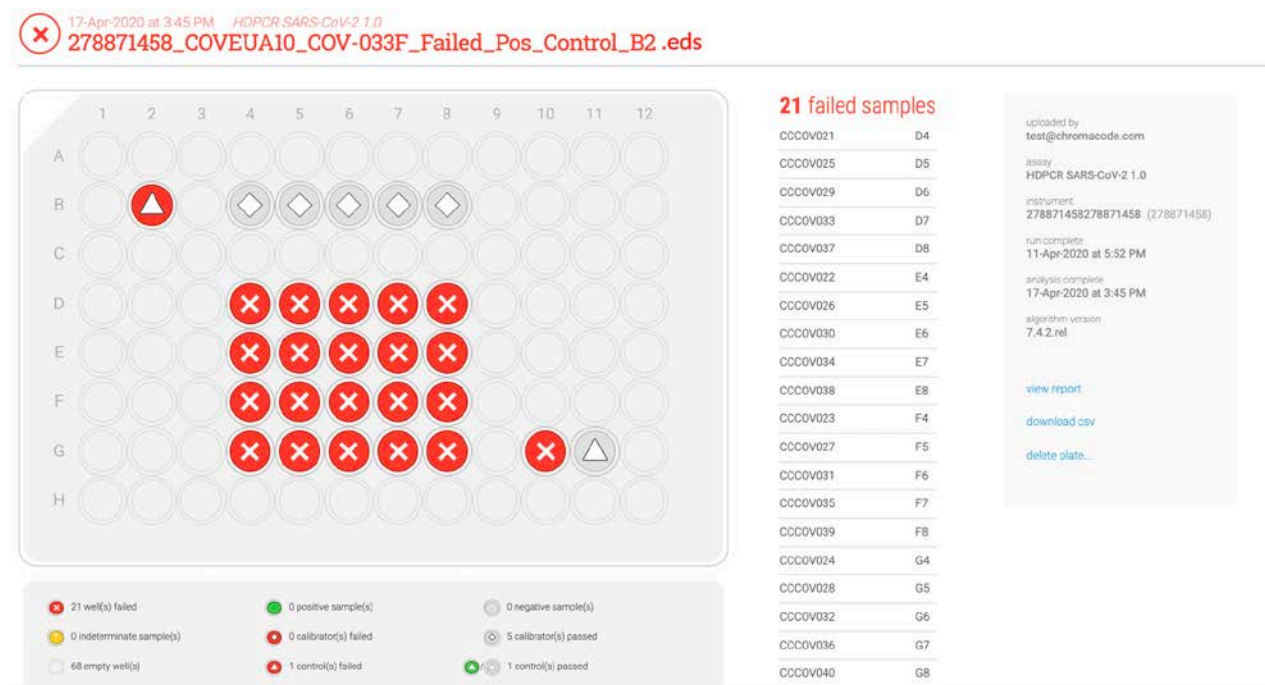 17-Apr-2020 at 3:45 PM HDPCR SARS-CoV-2 1.0
278871458_COVEUA10_COV-033F_Failed_Pos_Control_B2 .eds
1 2 3 4 5 6 7 8 9 10 11 12
A
B
C
D
E
F
G
H
21 well(s) failed
0 positive sample(s)
0 negative sample(s)
0 indeterminate sample(s)
0 calibrator(s) failed
5 calibrator(s) passed
68 empty well(s)
1 control(s) failed
1 control(s) passed
21 failed samples
CCCOV021 D4
CCCOV025 D5
CCCOV029 D6
CCCOV033 D7
CCCOV037 D8
CCCOV022 E4
CCCOV026 E5
CCCOV030 E6
CCCOV034 E7
CCCOV038 E8
CCCOV023 F4
CCCOV027 F5
CCCOV031 F6
CCCOV035 F7
CCCOV039 F8
CCCOV024 G4
CCCOV028 G5
CCCOV032 G6
CCCOV036 G7
CCCOV040 G8
uploaded by
test@chromacode.com
assay
HDPCR SARS-CoV-2 1.0
instrument
278871458278871458 (278871458)
run complete
11-Apr-2020 at 5:52 PM
analysis complete
17-Apr-2020 at 3:45 PM
algorithm version
7.4.2.rel
view report
download csv
delete plate...